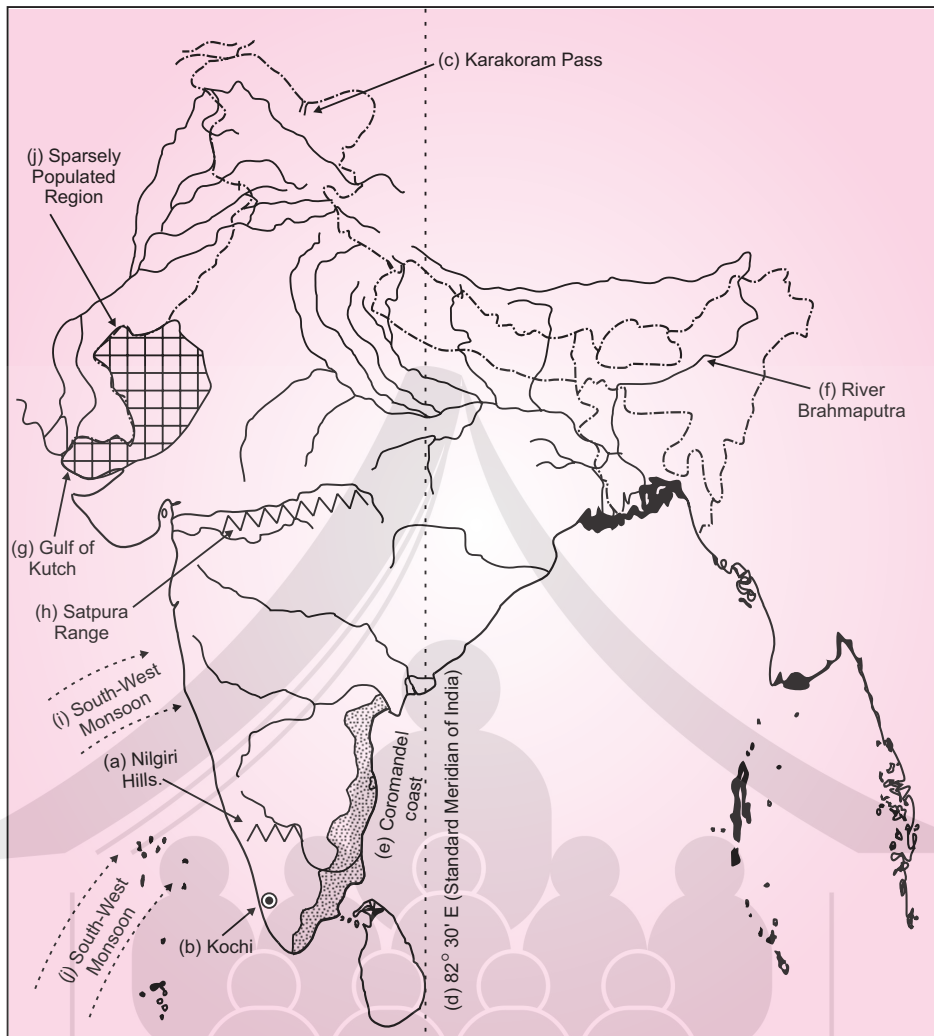 (c) Karakoram Pass
(j) Sparsely
Populated
Region
(f) River
Brahmaputra
(g) Gulf of
Kutch
(h) Satpura
Range
(i) South-West
Monsoon
(a) Nilgiri
Hills.
(e) Coromandel
coast
(d) 82° 30' E (Standard Meridian of India)
(j) South-West
Monsoon
(b) Kochi